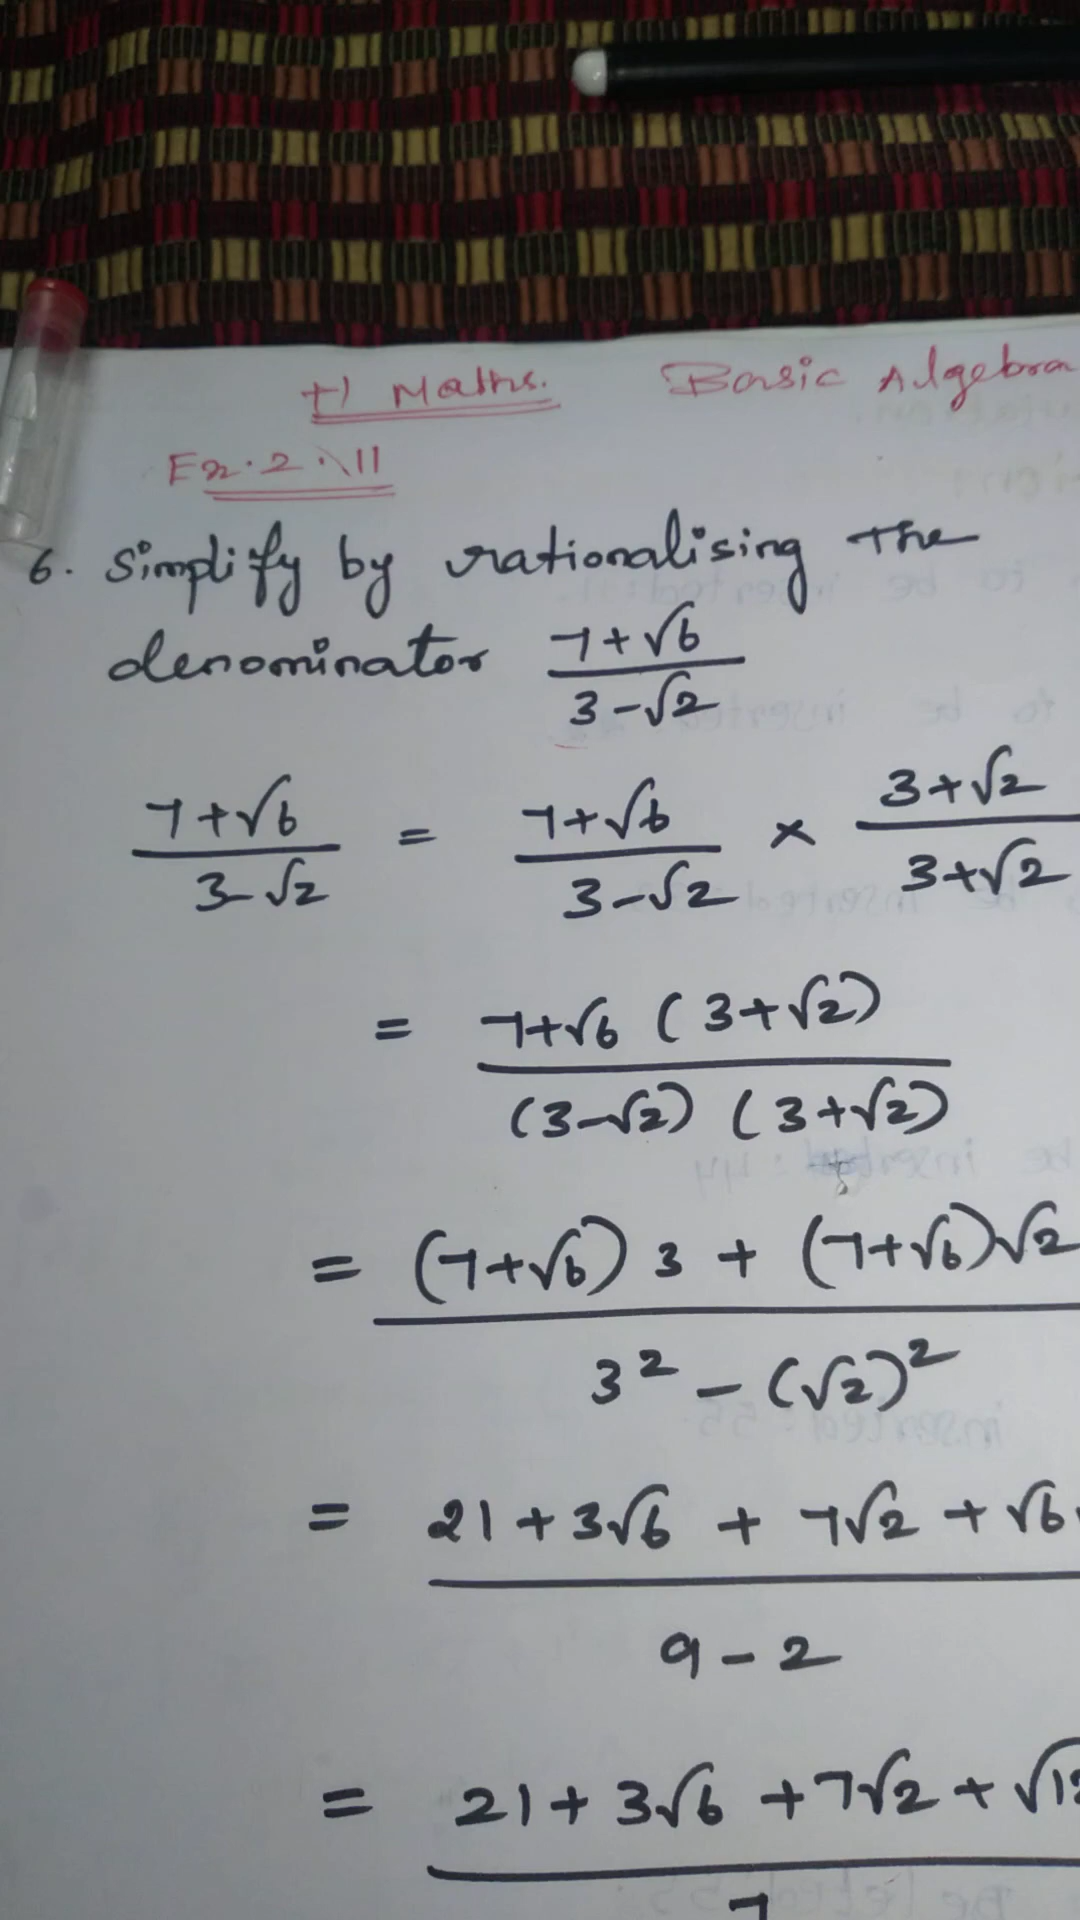 +1 Maths. Basic Algebra
Ex. 2.11
6. Simplify by rationalising the
denominator (7+√6)/(3-√2)
(7+√6)/(3-√2) = (7+√6)/(3-√2) × (3+√2)/(3+√2)
= 7+√6 (3+√2) / (3-√2) (3+√2)
= (7+√6) 3 + (7+√6)√2 / 3² - (√2)²
= 21 + 3√6 + 7√2 + √6 / 9 - 2
= 21 + 3√6 + 7√2 + √12 / 7